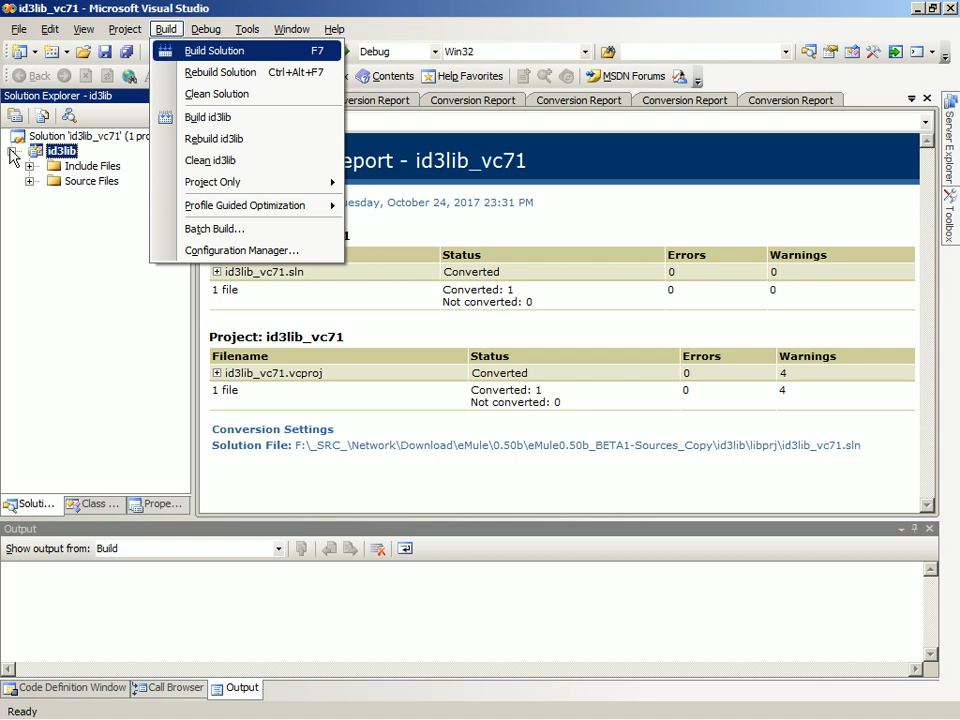 id3lib_vc71 - Microsoft Visual Studio
File Edit View Project Build Debug Tools Window Help
Debug Win32
Back Contents Help Favorites MSDN Forums
Solution Explorer - id3lib
Solution 'id3lib_vc71' (1 pro
id3lib
Include Files
Source Files
Build Solution F7
Rebuild Solution Ctrl+Alt+F7
Clean Solution
Build id3lib
Rebuild id3lib
Clean id3lib
Project Only
Profile Guided Optimization
Batch Build...
Configuration Manager...
version Report Conversion Report Conversion Report Conversion Report Conversion Report
eport - id3lib_vc71
uesday, October 24, 2017 23:31 PM
1
Status Errors Warnings
id3lib_vc71.sln Converted 0 0
1 file Converted: 1 0 0
Not converted: 0
Project: id3lib_vc71
Filename Status Errors Warnings
id3lib_vc71.vcproj Converted 0 4
1 file Converted: 1 0 4
Not converted: 0
Conversion Settings
Solution File: F:\_SRC_\Network\Download\eMule\0.50b\eMule0.50b_BETA1-Sources_Copy\id3lib\libprj\id3lib_vc71.sln
Server Explorer
Toolbox
Soluti... Class ... Prope...
Output
Show output from: Build
Code Definition Window Call Browser Output
Ready